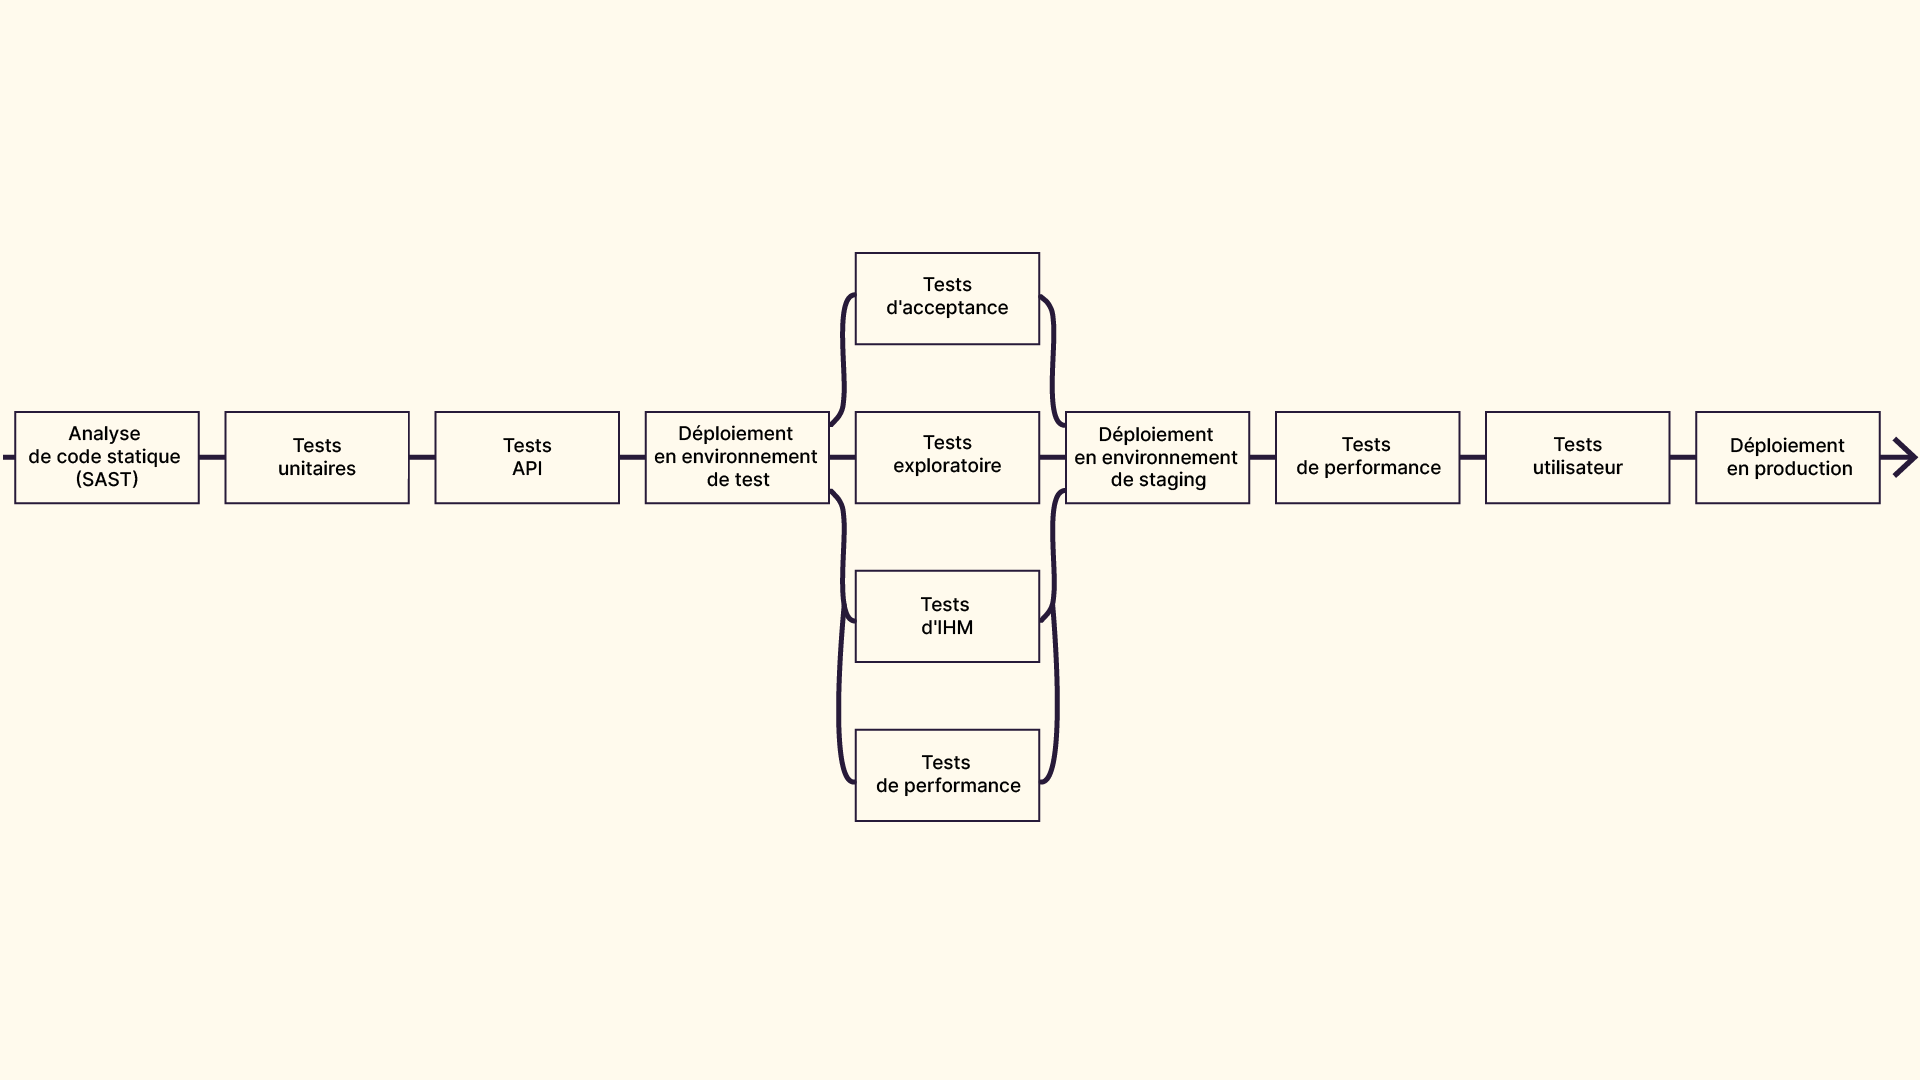 Analyse
de code statique
(SAST)
Tests
unitaires
Tests
API
Déploiement
en environnement
de test
Tests
d'acceptance
Tests
exploratoire
Tests
d'IHM
Tests
de performance
Déploiement
en environnement
de staging
Tests
de performance
Tests
utilisateur
Déploiement
en production